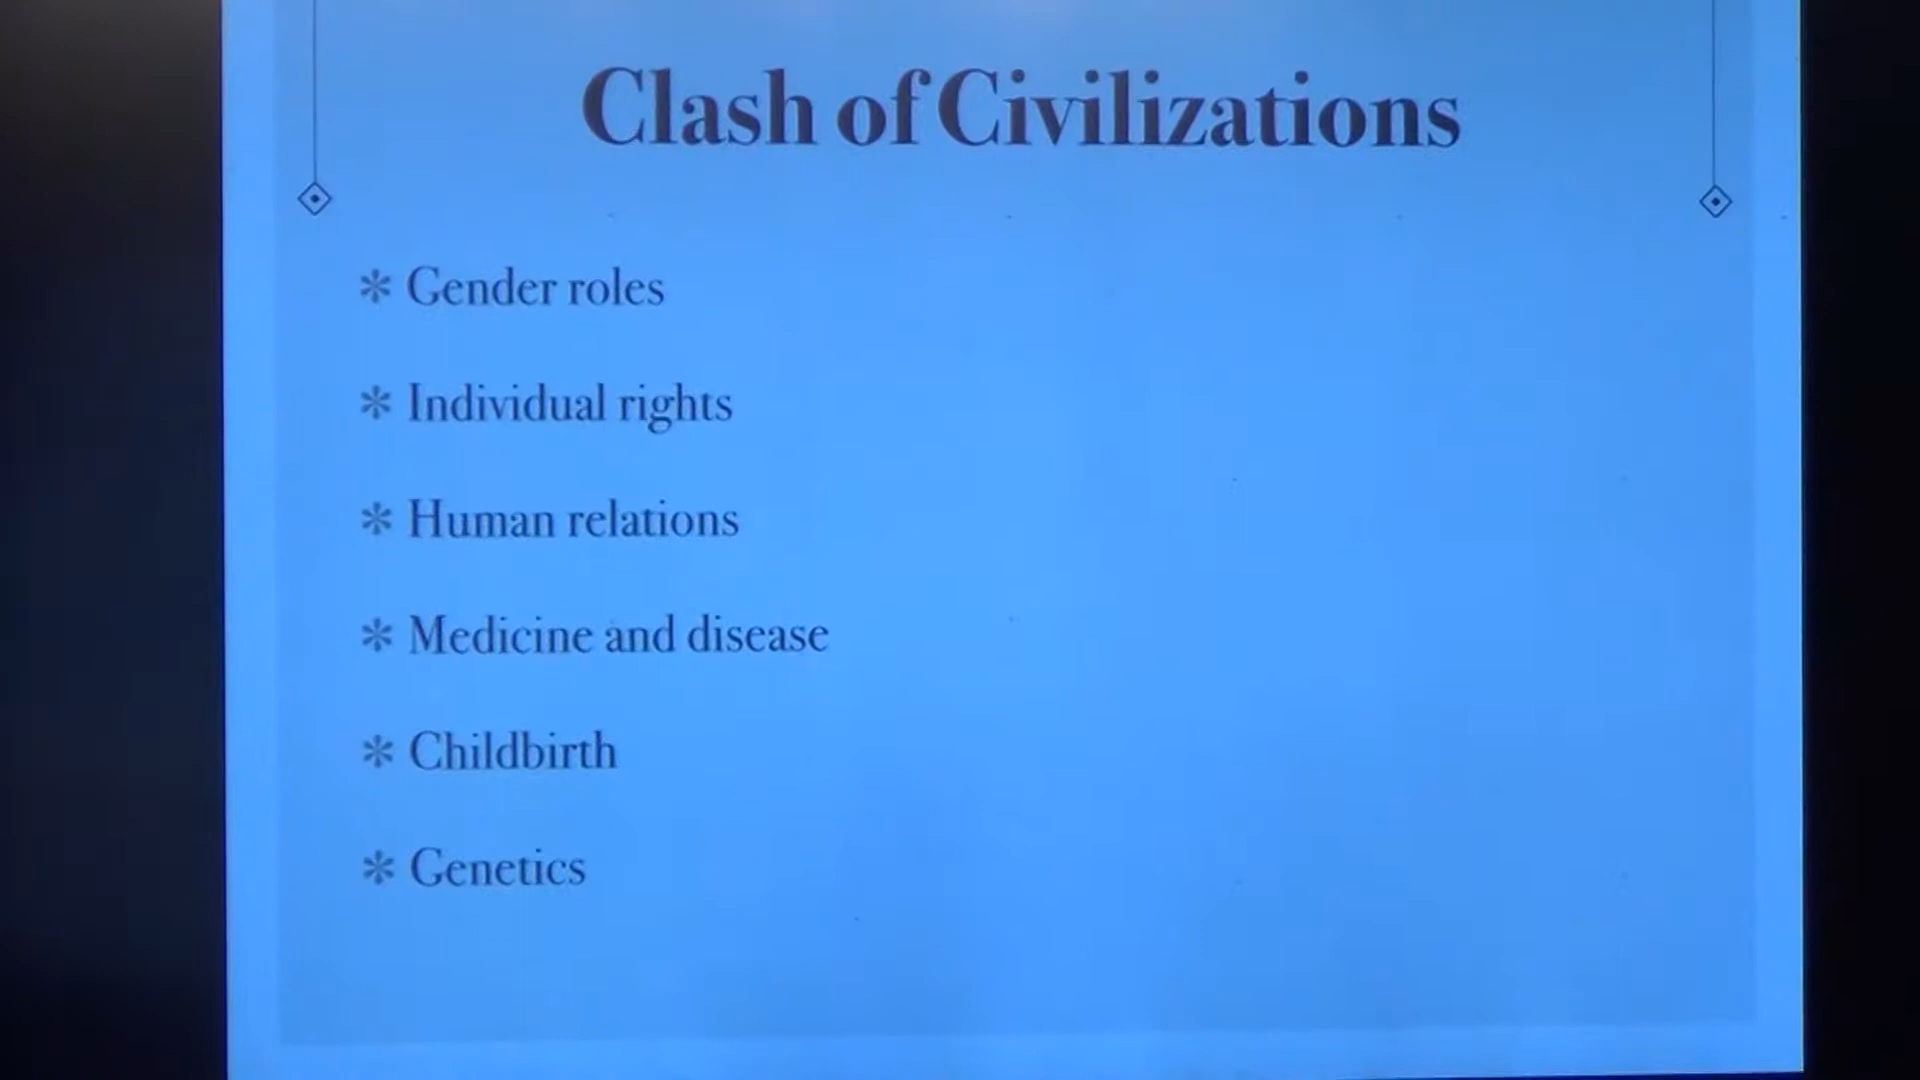 Clash of Civilizations
* Gender roles
* Individual rights
* Human relations
* Medicine and disease
* Childbirth
* Genetics